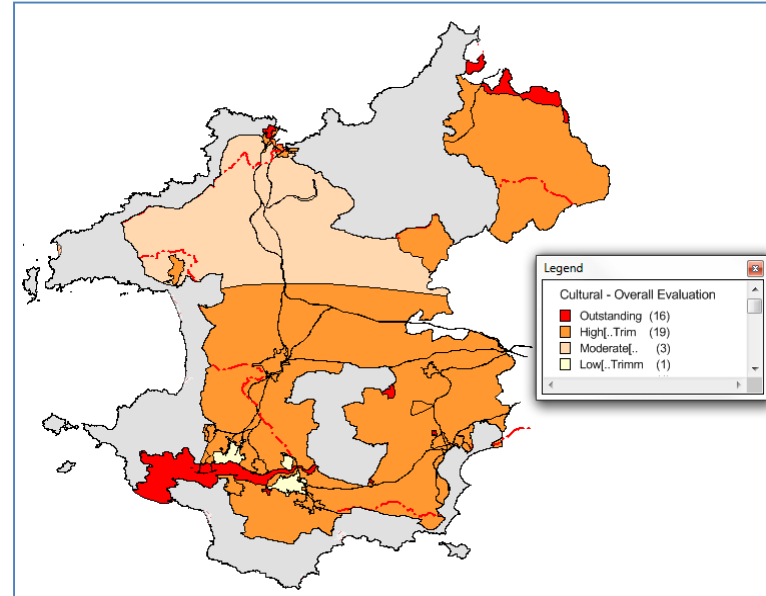 Legend
Cultural - Overall Evaluation
Outstanding (16)
High[..Trim (19)
Moderate[.. (3)
Low[..Trimm (1)